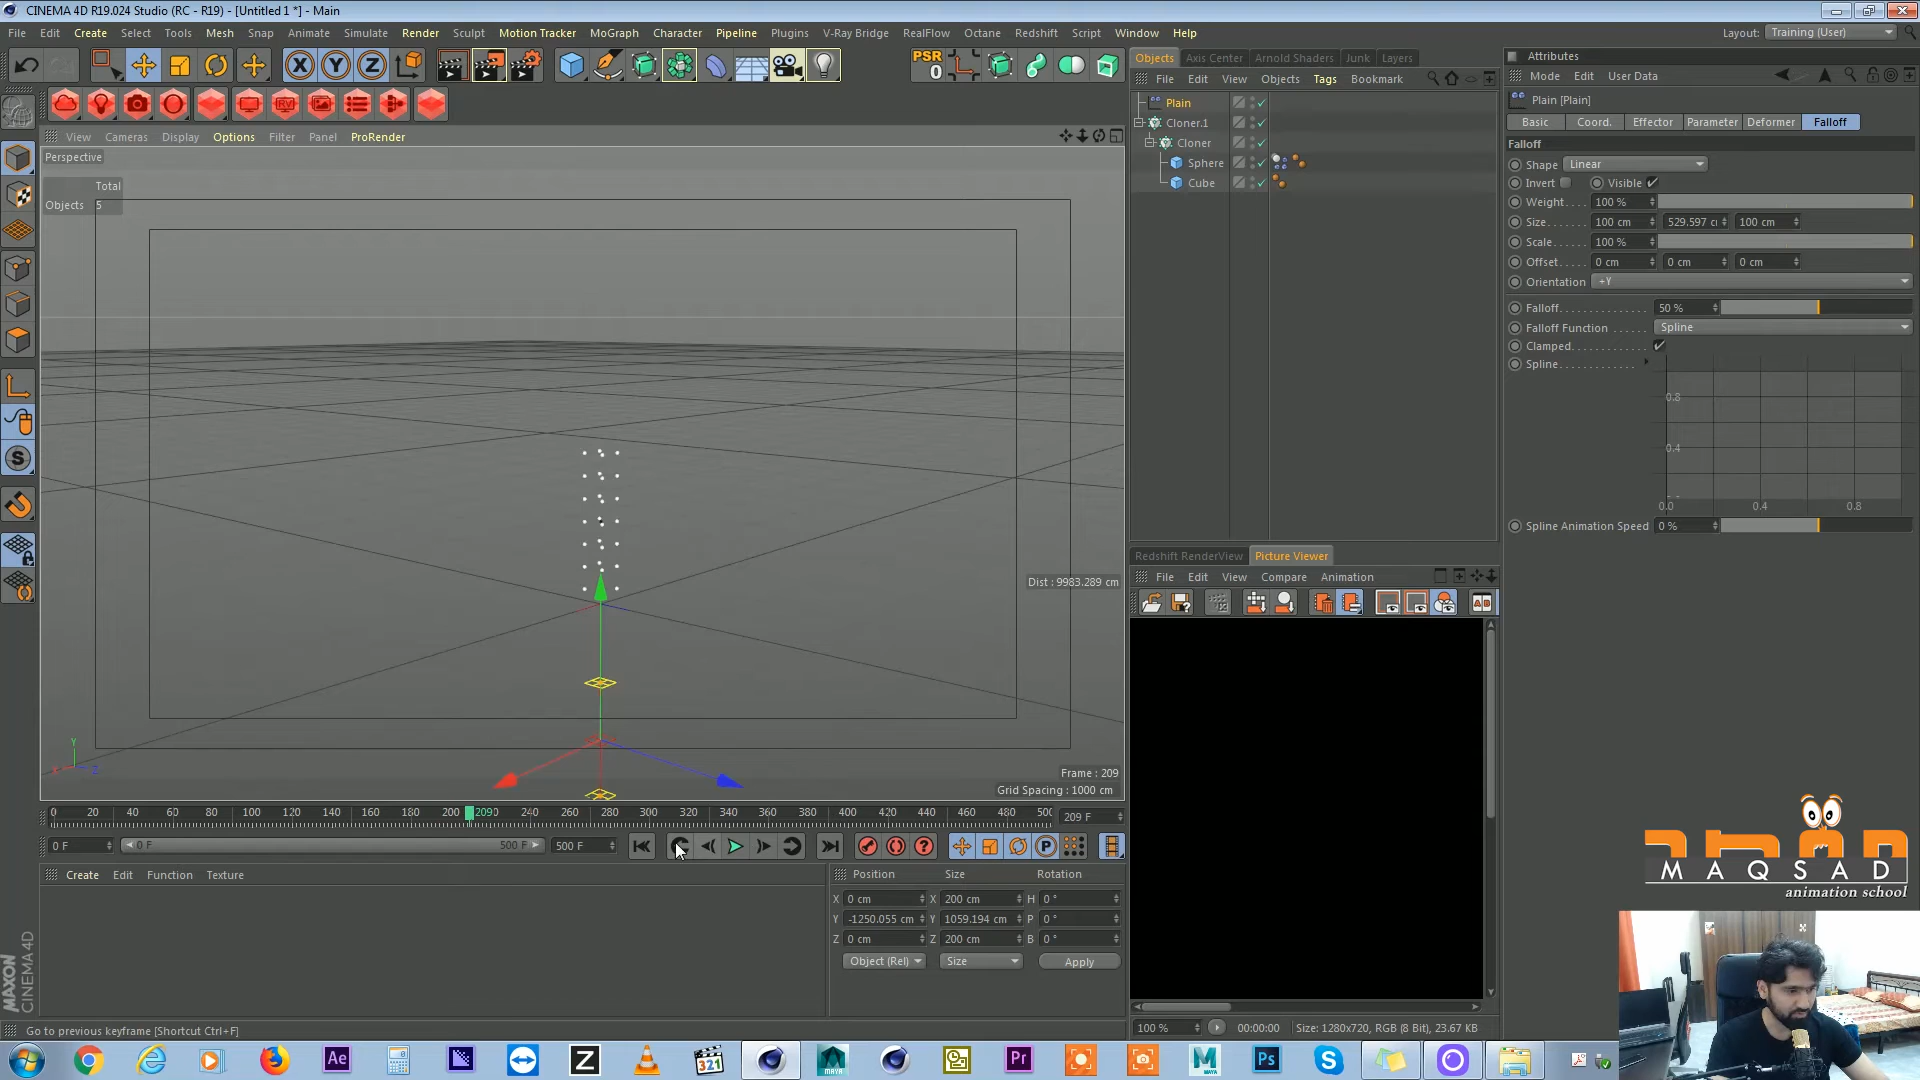 CINEMA 4D R19.024 Studio (RC - R19) - [Untitled 1 *] - Main
File Edit Create Select Tools Mesh Snap Animate Simulate Render Sculpt Motion Tracker MoGraph Character Pipeline Plugins V-Ray Bridge RealFlow Octane Redshift Script Window Help
Layout: Training (User)
PSR
0
RV
View Cameras Display Options Filter Panel ProRender
Perspective
Total
Objects 5
Dist : 9983.289 cm
Frame : 209
Grid Spacing : 1000 cm
Y
X
Z
Objects Axis Center Arnold Shaders Junk Layers
File Edit View Objects Tags Bookmark
Plain
Cloner.1
Cloner
Sphere
Cube
Redshift RenderView Picture Viewer
File Edit View Compare Animation
100 % 00:00:00 Size: 1280x720, RGB (8 Bit), 23.67 KB
Attributes
Mode Edit User Data
Plain [Plain]
Basic Coord. Effector Parameter Deformer Falloff
Falloff
Shape Linear
Invert Visible
Weight . . . . 100 %
Size . . . . . . 100 cm 529.597 c 100 cm
Scale . . . . . 100 %
Offset . . . . 0 cm 0 cm 0 cm
Orientation +Y
Falloff . . . . . . . . . . . . . . 50 %
Falloff Function . . . . . . Spline
Clamped . . . . . . . . . . . .
Spline . . . . . . . . . . . . .
0.8
0.4
0.0 0.4 0.8
Spline Animation Speed 0 %
0 20 40 60 80 100 120 140 160 180 200 209 240 260 280 300 320 340 360 380 400 420 440 460 480 500 209 F
0 F 0 F 500 F 500 F
Create Edit Function Texture
Position Size Rotation
X 0 cm X 200 cm H 0 °
Y -1250.055 cm Y 1059.194 cm P 0 °
Z 0 cm Z 200 cm B 0 °
Object (Rel) Size Apply
MAXON
CINEMA 4D
Go to previous keyframe [Shortcut Ctrl+F]
MAQSAD
animation school
Ae Z 321 MAYA Pr M MAYA Ps S